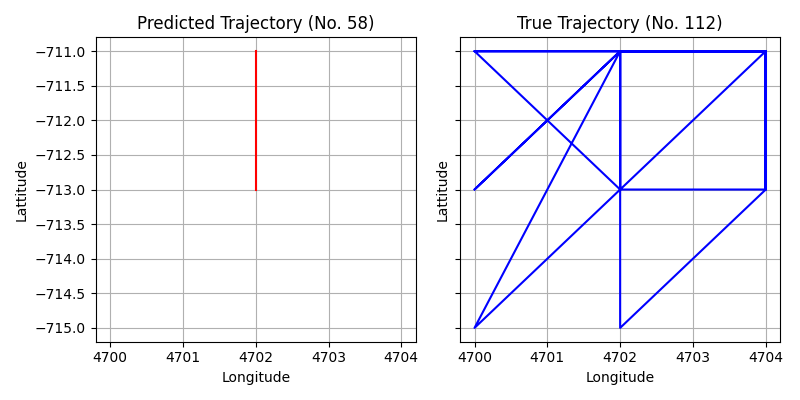 Predicted Trajectory (No. 58)
True Trajectory (No. 112)
Lattitude
−711.0
−711.5
−712.0
−712.5
−713.0
−713.5
−714.0
−714.5
−715.0
4700 4701 4702 4703 4704
Longitude
Lattitude
4700 4701 4702 4703 4704
Longitude